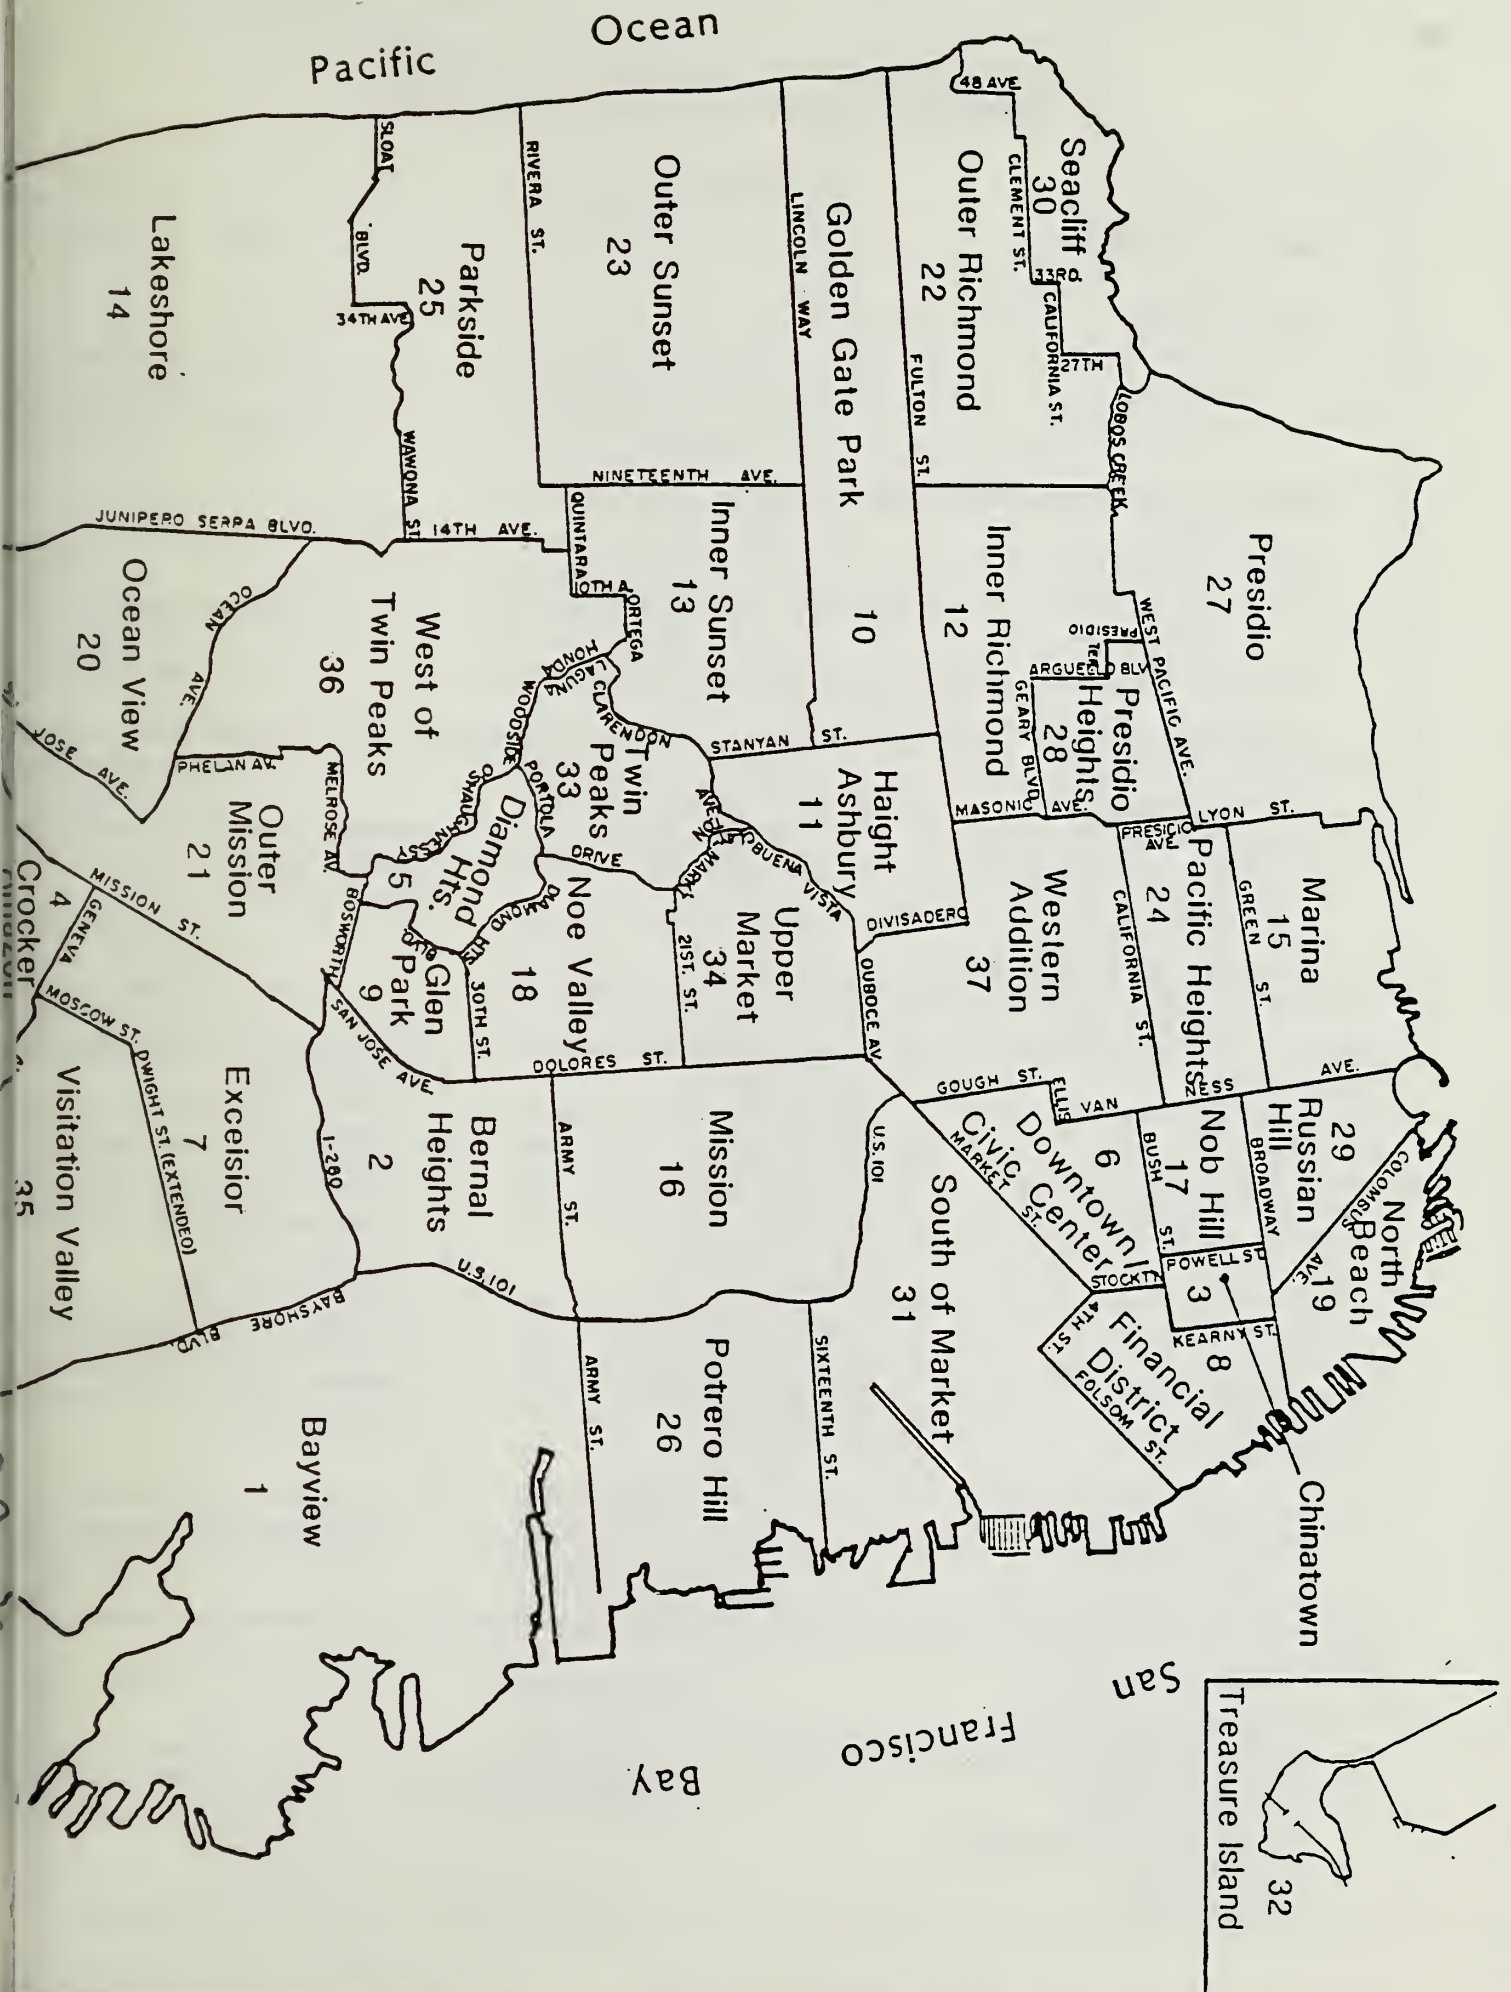 Pacific
Ocean
48 AVE.
Seacliff
30
CLEMENT ST.
33RD.
CALIFORNIA ST.
27TH
LOBOS CREEK
Outer Richmond
22
FULTON ST.
Golden Gate Park
10
LINCOLN WAY
Outer Sunset
23
RIVERA ST.
Parkside
25
SLOAT
BLVD.
34TH AVE
WAWONA ST.
Lakeshore
14
NINETEENTH AVE.
QUINTARA
14TH AVE.
JUNIPERO SERRA BLVD.
Presidio
27
WEST PACIFIC AVE.
PRESIDIO
TER.
ARGUELLO BLV
Presidio
Heights
28
GEARY BLVD.
Inner Richmond
12
Inner Sunset
13
10TH A.
ORTEGA
LAGUNA
HONDA
CLARENDON
WOODSIDE
West of
Twin Peaks
36
OCEAN
AVE.
Ocean View
20
JOSE AVE.
PHELAN AV.
MELROSE AV.
STANYAN ST.
MASONIC AVE.
PRESIDIO
AVE.
LYON ST.
Haight
Ashbury
11
AVE
BUENA VISTA
DIVISADERO
Twin
Peaks
33
PORTOLA
DRIVE
MARKET
O'SHAUGHNESSY
Diamond
Hts.
5
DIAMOND HTS.
BLVD.
Outer
Mission
21
BOSWORTH
Marina
15
GREEN ST.
Pacific Heights
24
CALIFORNIA ST.
Western
Addition
37
DUBOCE AV.
Upper
Market
34
21ST. ST.
Noe Valley
18
30TH ST.
Glen
Park
9
SAN JOSE AVE.
DOLORES ST.
MISSION ST.
4
Crocker
GENEVA
MOSCOW ST.
DWIGHT ST. (EXTENDED)
Excelsior
7
Visitation Valley
35
I-280
Bernal
Heights
2
ARMY ST.
Mission
16
U.S. 101
GOUGH ST.
ELLIS
VAN
NESS
AVE.
29
Russian
Hill
BROADWAY
Nob Hill
17
BUSH ST.
6
Downtown/
Civic Center
MARKET ST.
COLUMBUS
AVE.
North
Beach
19
POWELL ST.
3
STOCKTN
KEARNY ST.
8
Financial
District
4TH ST.
FOLSOM ST.
South of Market
31
SIXTEENTH ST.
Potrero Hill
26
ARMY ST.
U.S. 101
BAYSHORE
BLVD.
Bayview
1
Chinatown
San
Francisco
Bay
Treasure Island
32